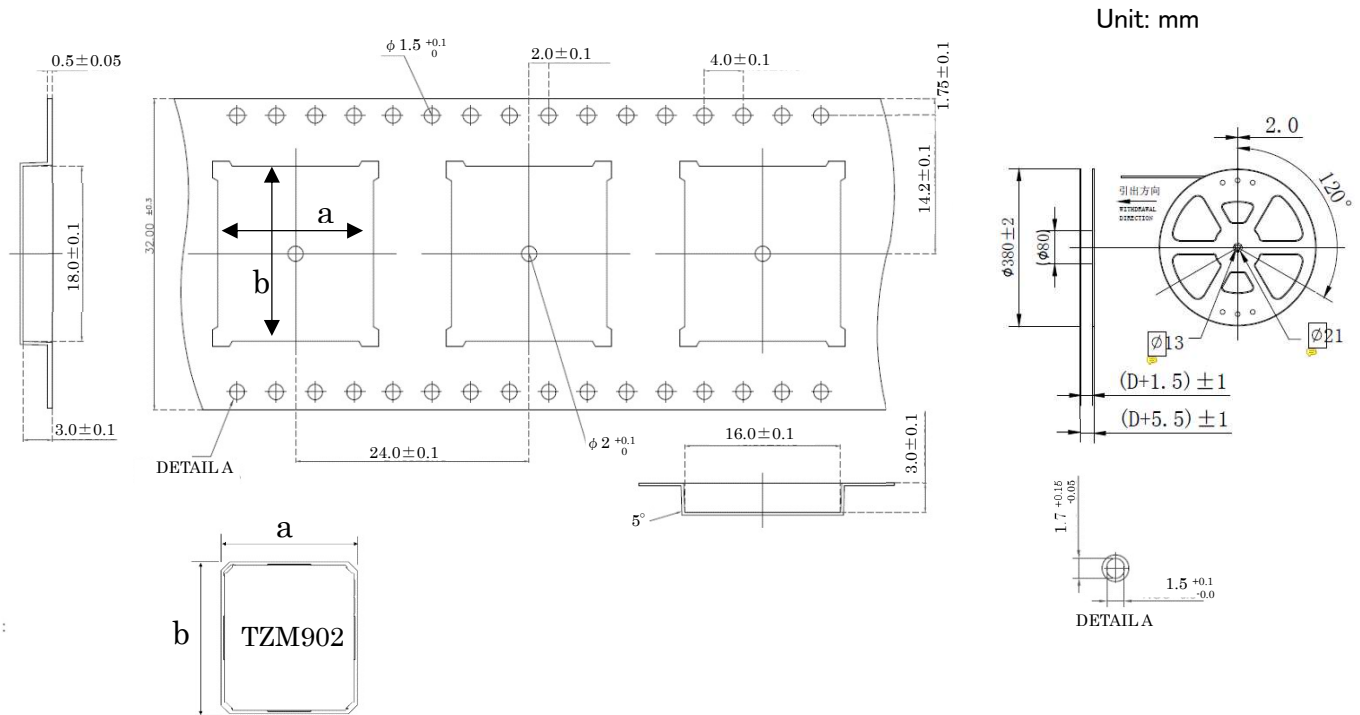 Unit: mm
0.5±0.05
ϕ 1.5 +0.1
0
2.0±0.1
4.0±0.1
1.75±0.1
14.2±0.1
32.00 ±0.3
18.0±0.1
3.0±0.1
a
b
DETAIL A
24.0±0.1
ϕ 2 +0.1
0
16.0±0.1
3.0±0.1
5°
2.0
120°
引出方向
WITHDRAWAL
DIRECTION
ϕ380±2
(ϕ80)
Ø13
Ø21
(D+1.5)±1
(D+5.5)±1
1.7 +0.15
-0.05
1.5 +0.1
-0.0
DETAIL A
a
b
TZM902
: